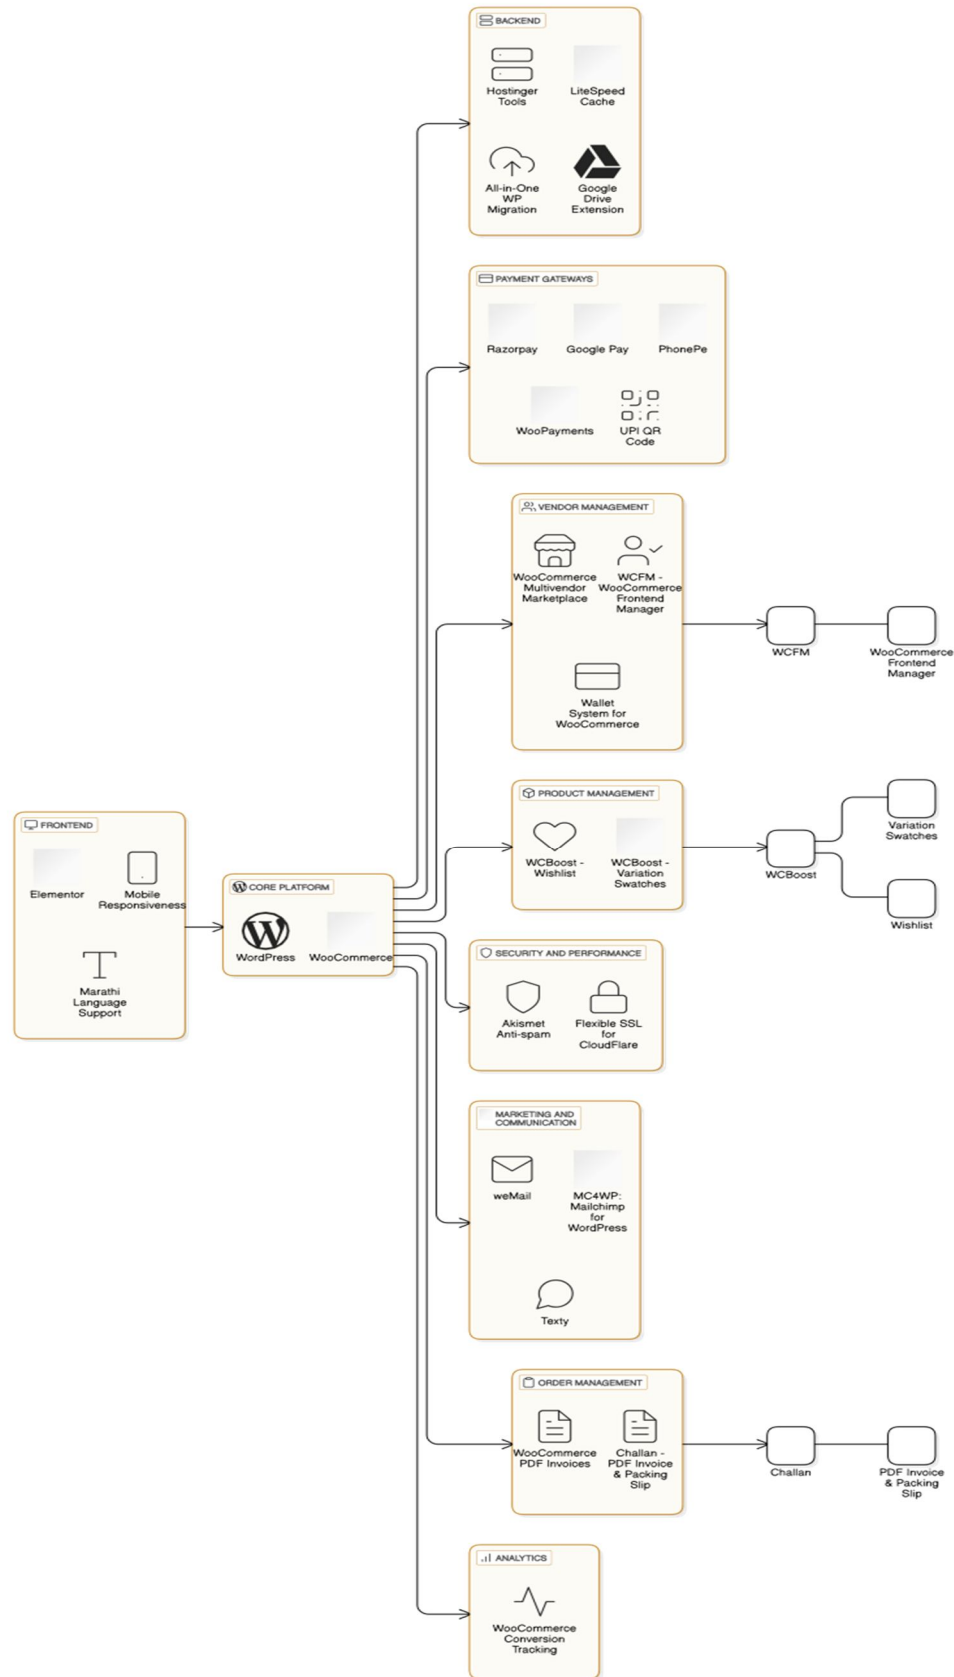 BACKEND
Hostinger
Tools
LiteSpeed
Cache
All-in-One
WP
Migration
Google
Drive
Extension
PAYMENT GATEWAYS
Razorpay
Google Pay
PhonePe
WooPayments
UPI QR
Code
VENDOR MANAGEMENT
WooCommerce
Multivendor
Marketplace
WCFM -
WooCommerce
Frontend
Manager
Wallet
System for
WooCommerce
WCFM
WooCommerce
Frontend
Manager
PRODUCT MANAGEMENT
WCBoost -
Wishlist
WCBoost -
Variation
Swatches
WCBoost
Variation
Swatches
Wishlist
FRONTEND
Elementor
Mobile
Responsiveness
Marathi
Language
Support
CORE PLATFORM
WordPress
WooCommerce
SECURITY AND PERFORMANCE
Akismet
Anti-spam
Flexible SSL
for
CloudFlare
MARKETING AND
COMMUNICATION
weMail
MC4WP:
Mailchimp
for
WordPress
Texty
ORDER MANAGEMENT
WooCommerce
PDF Invoices
Challan -
PDF Invoice
& Packing
Slip
Challan
PDF Invoice
& Packing
Slip
ANALYTICS
WooCommerce
Conversion
Tracking